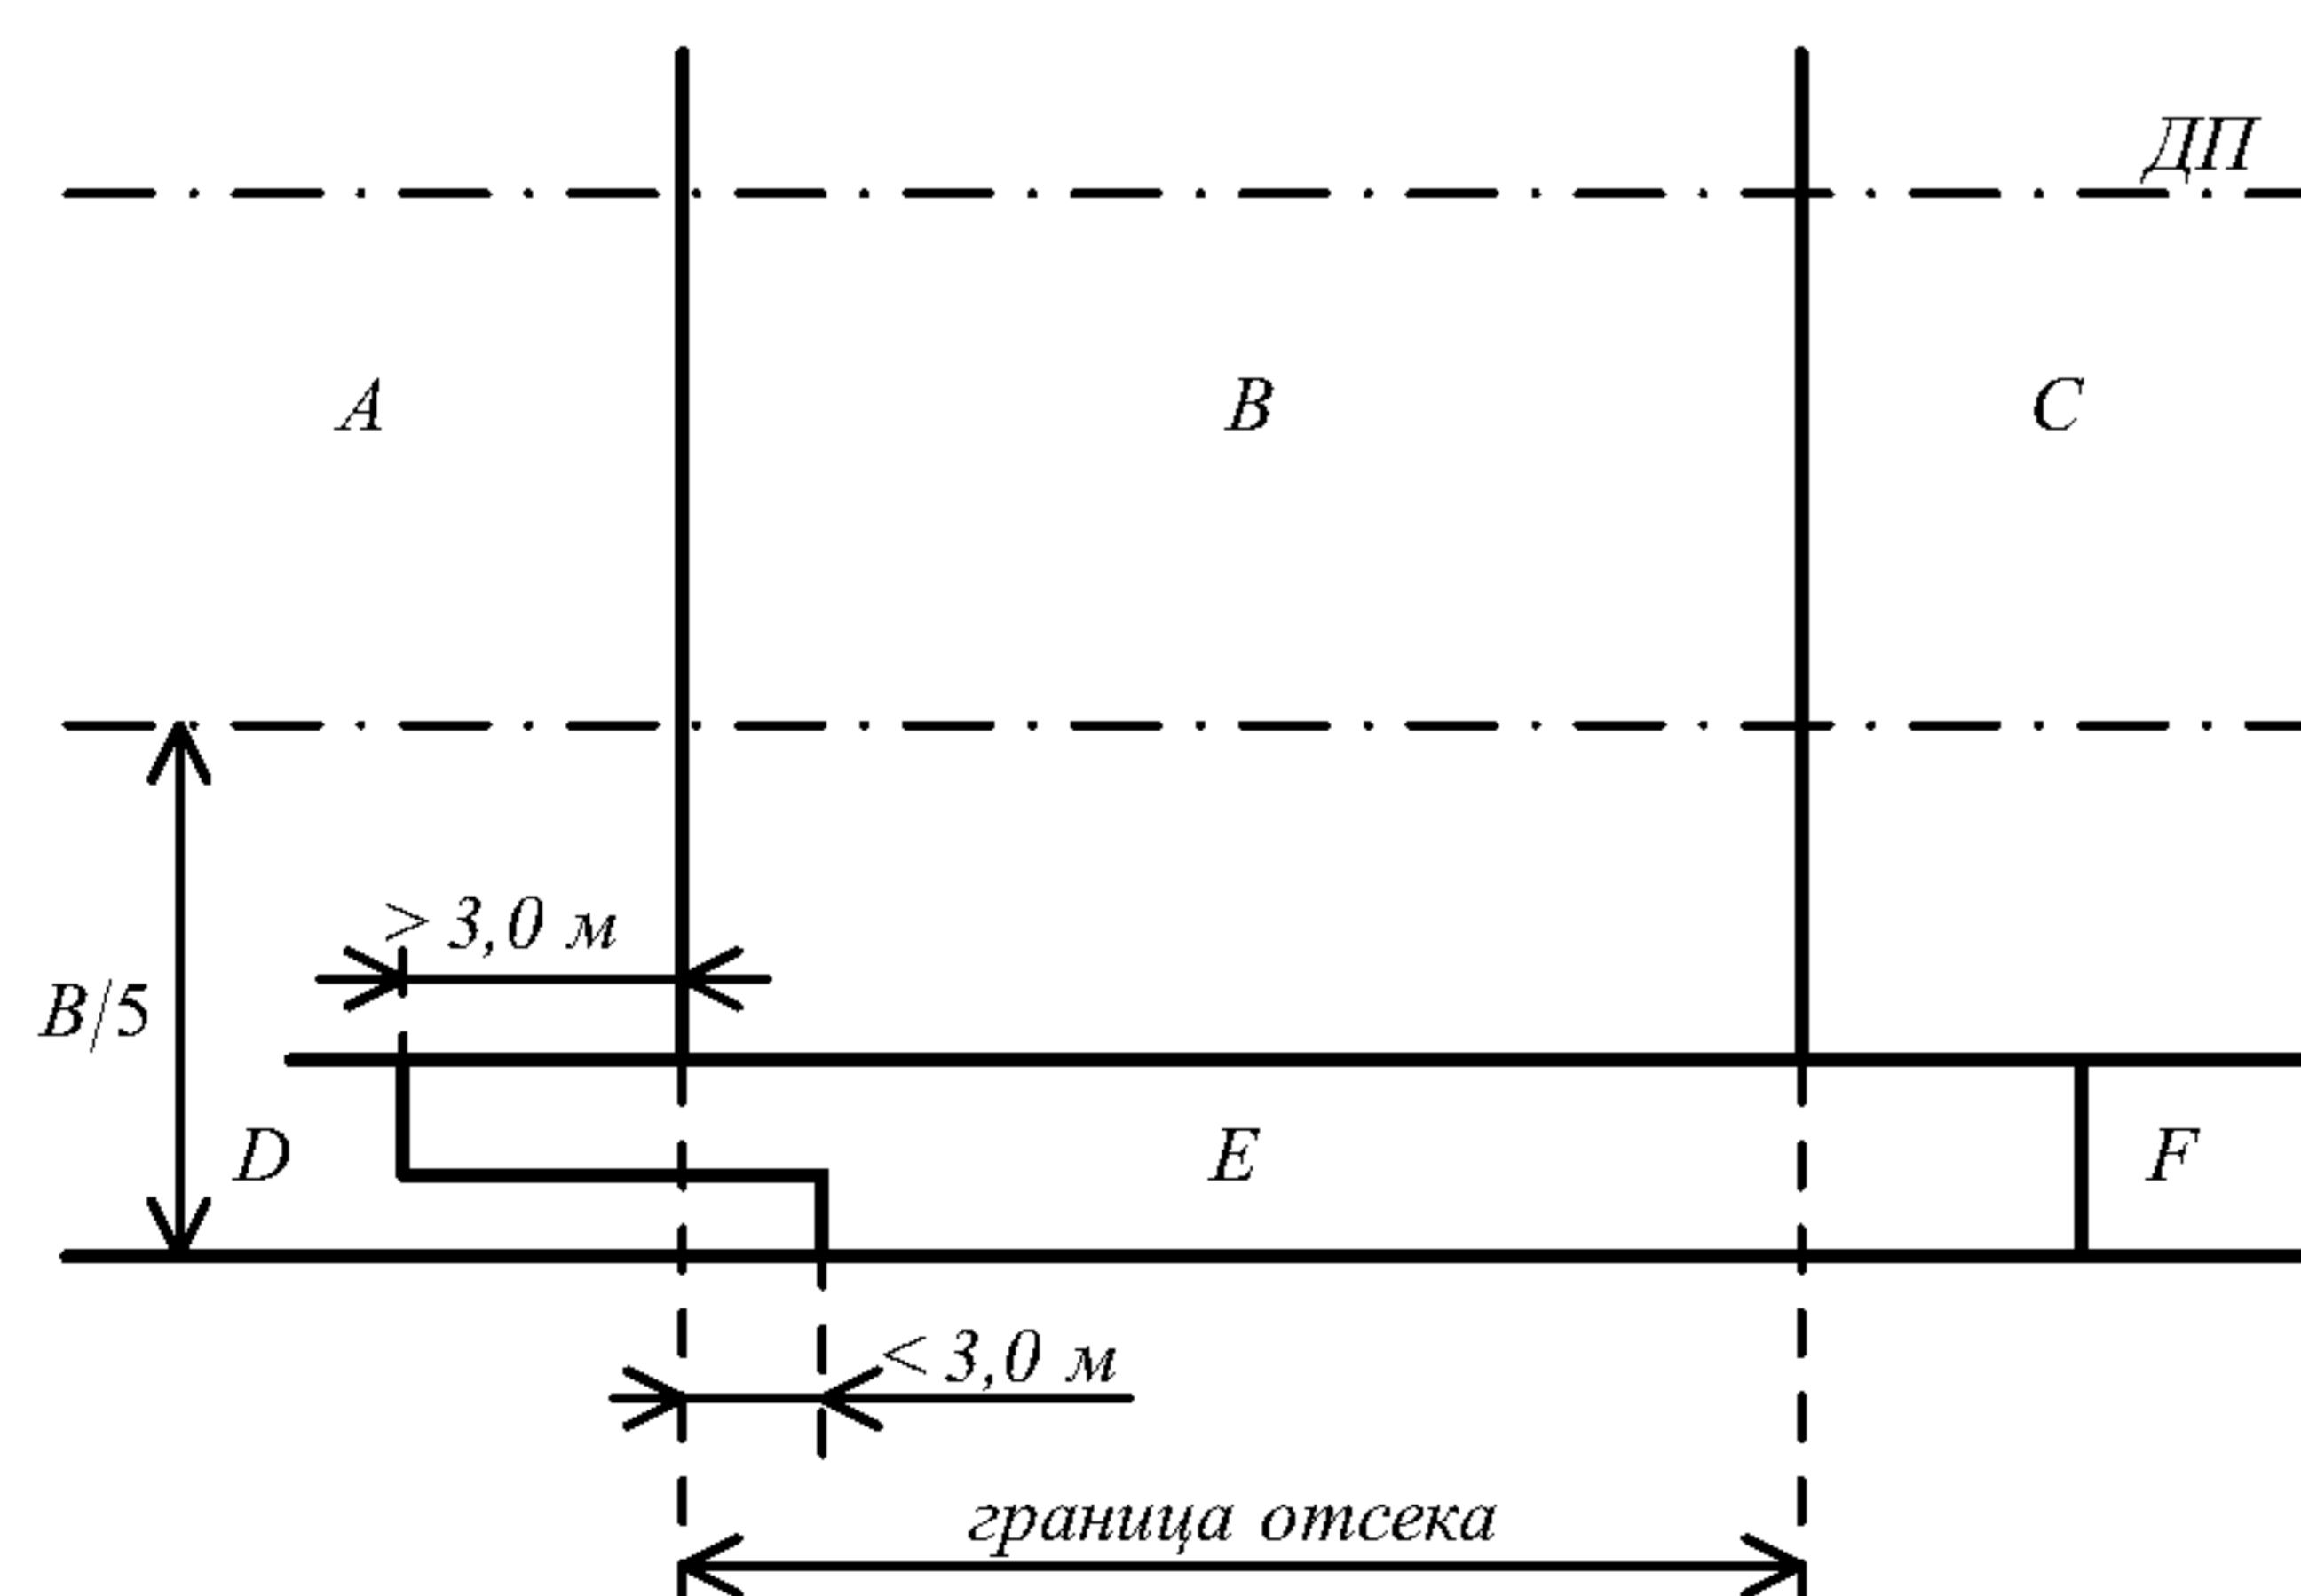 ДП
A
B
C
> 3,0 м
B/5
D
E
F
< 3,0 м
граница отсека